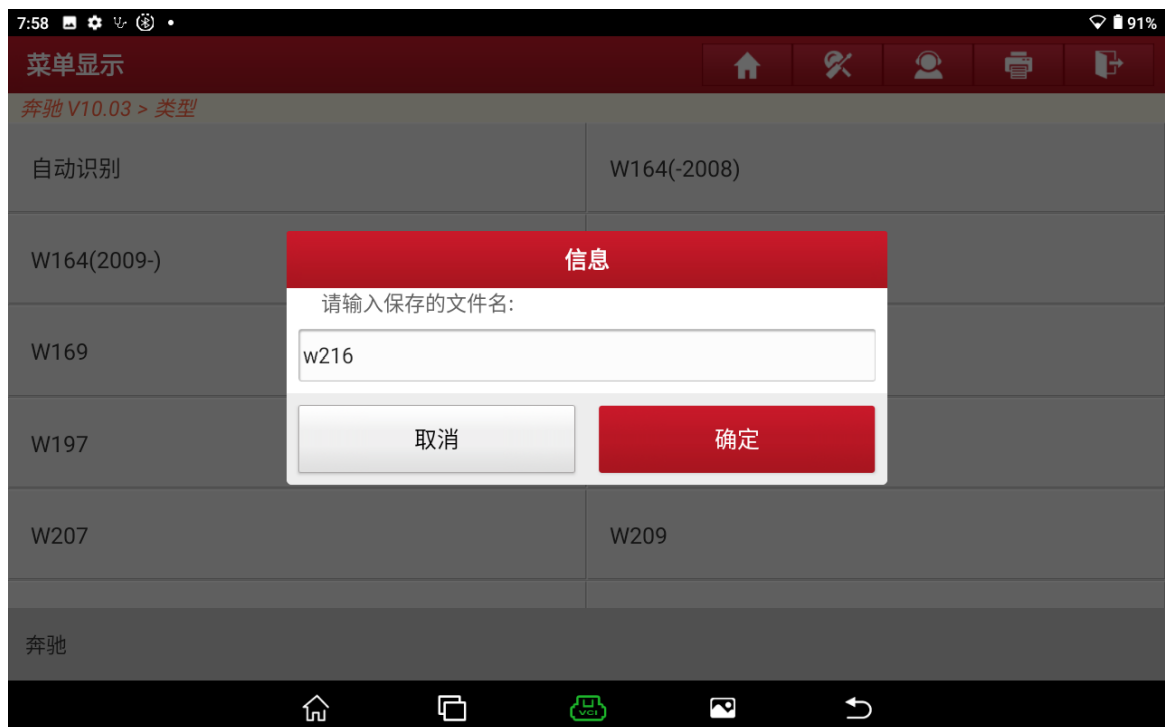 7:58
91%
菜单显示
奔驰 V10.03 > 类型
自动识别
W164(-2008)
W164(2009-)
信息
请输入保存的文件名:
W169
w216
取消
确定
W197
W207
W209
奔驰
VCI